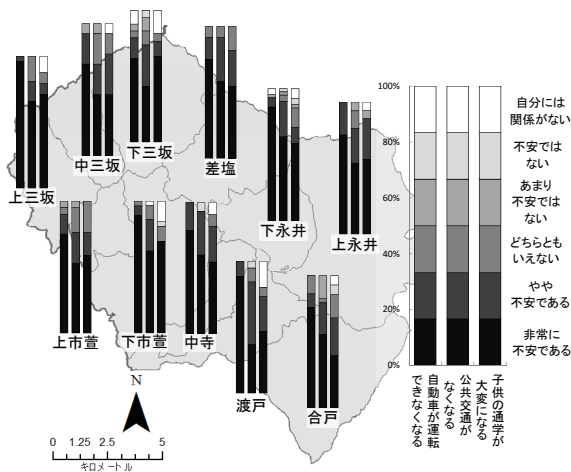 上三坂
中三坂
下三坂
差塩
下永井
上永井
上市萱
下市萱
中寺
渡戸
合戸
N
0 1.25 2.5 5
キロメートル
100%
80%
60%
40%
20%
0%
自分には
関係がない
不安では
ない
あまり
不安では
ない
どちらとも
いえない
やや
不安である
非常に
不安である
自動車が運転
できなくなる
公共交通が
なくなる
子供の通学が
大変になる